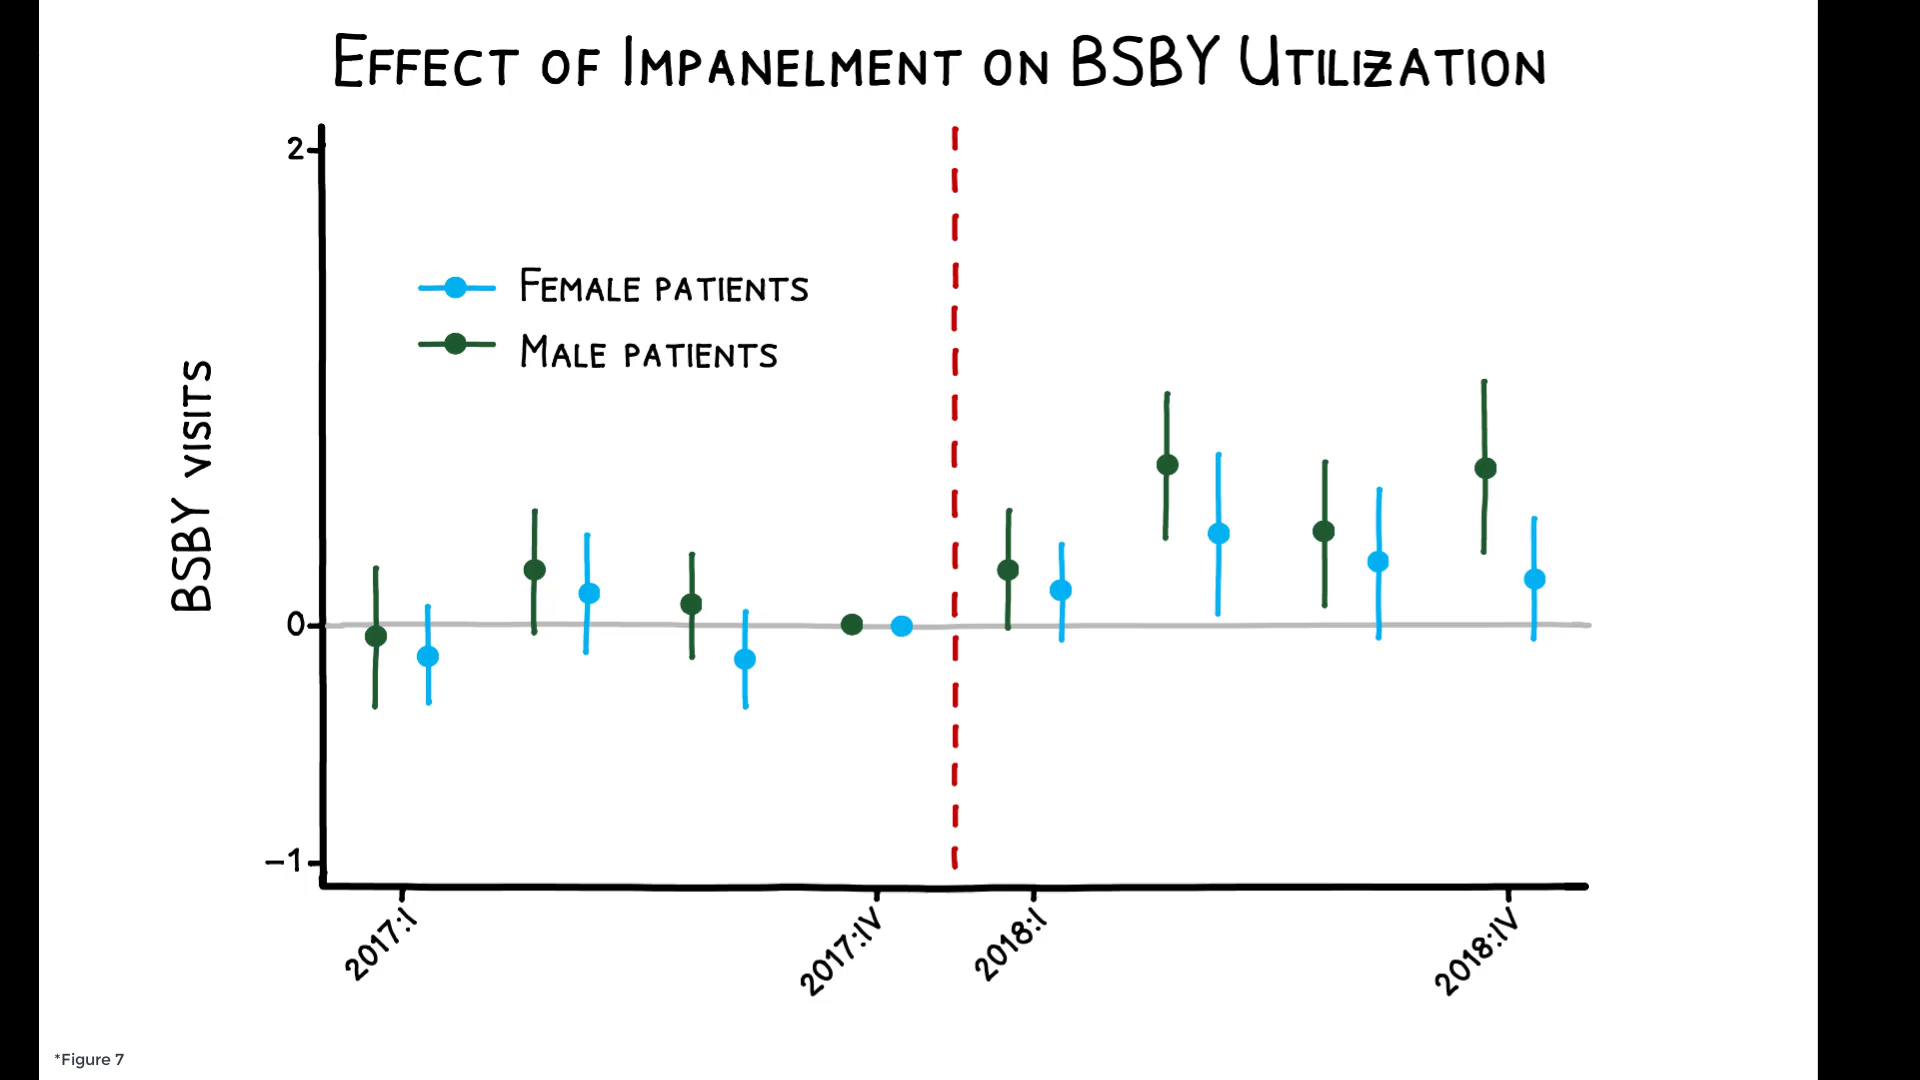 Effect of Impanelment on BSBY Utilization
2
Female patients
Male patients
BSBY visits
0
-1
2017:I
2017:IV
2018:I
2018:IV
*Figure 7